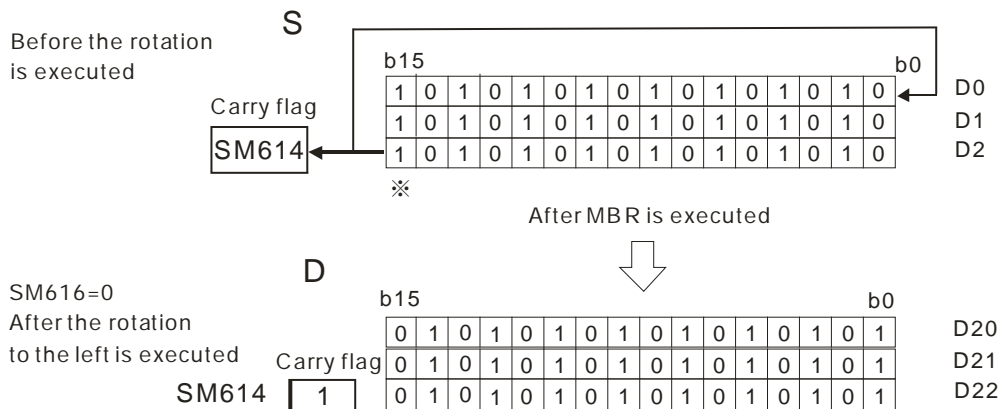 S
Before the rotation
is executed
b15 b0
1 0 1 0 1 0 1 0 1 0 1 0 1 0 1 0 D0
Carry flag
1 0 1 0 1 0 1 0 1 0 1 0 1 0 1 0 D1
SM614 1 0 1 0 1 0 1 0 1 0 1 0 1 0 1 0 D2
※
After MBR is executed
D
SM616=0
b15 b0
After the rotation
0 1 0 1 0 1 0 1 0 1 0 1 0 1 0 1 D20
to the left is executed
Carry flag 0 1 0 1 0 1 0 1 0 1 0 1 0 1 0 1 D21
SM614 1 0 1 0 1 0 1 0 1 0 1 0 1 0 1 0 1 D22